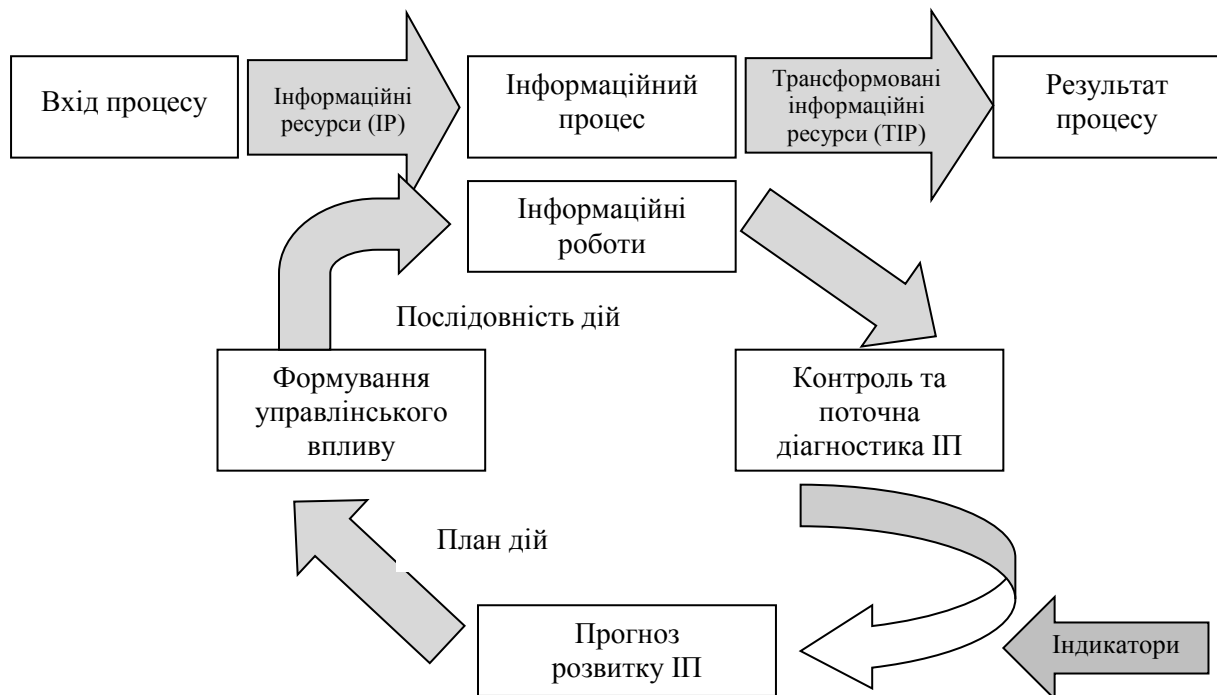 Вхід процесу
Інформаційні
ресурси (ІР)
Інформаційний
процес
Трансформовані
інформаційні
ресурси (ТІР)
Результат
процесу
Інформаційні
роботи
Послідовність дій
Формування
управлінського
впливу
Контроль та
поточна
діагностика ІП
План дій
Прогноз
розвитку ІП
Індикатори